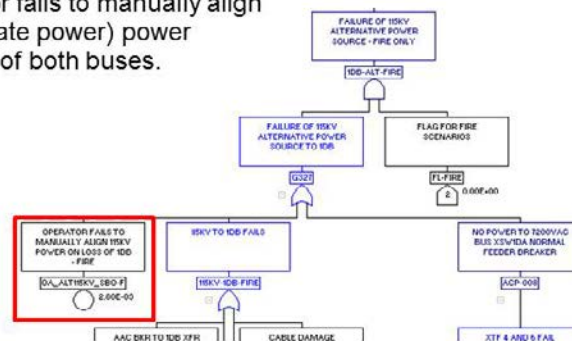 r fails to manually align
ate power) power
of both buses.
FAILURE OF 115KV
ALTERNATIVE POWER
SOURCE - FIRE ONLY
1DB-ALT-FIRE
FAILURE OF 115KV
ALTERNATIVE POWER
SOURCE TO 1DB
FLAG FOR FIRE
SCENARIOS
G327
FL-FIRE
2
0.00E+00
OPERATOR FAILS TO
MANUALLY ALIGN 115KV
POWER ON LOSS OF 1DB
- FIRE
115KV TO 1DB FAILS
NO POWER TO 7200VAC
BUS XSW1DA NORMAL
FEEDER BREAKER
OA_ALT115KV_SBO-F
115KV-1DB-FIRE
ACP-008
2.00E-03
AAC BKR TO 1DB XFR
CABLE DAMAGE
XTF 4 AND 5 FAIL